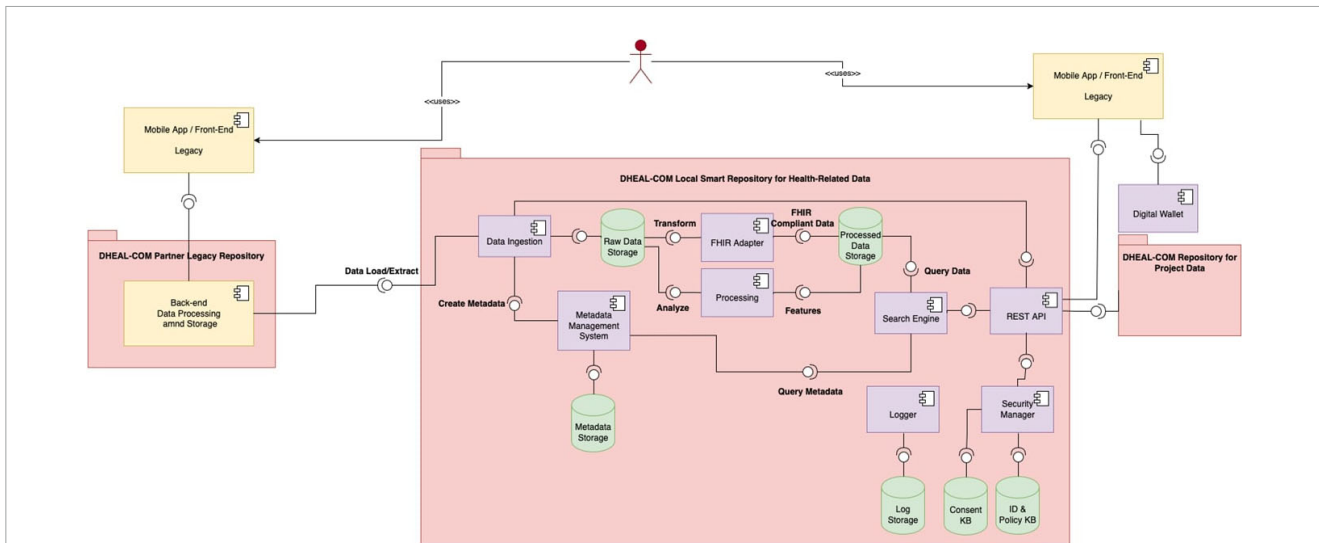 <<uses>>
<<uses>>
Mobile App / Front-End
Legacy
Mobile App / Front-End
Legacy
DHEAL-COM Local Smart Repository for Health-Related Data
Digital Wallet
Data Ingestion
Raw Data
Storage
Transform
FHIR Adapter
FHIR
Compliant Data
Processed
Data
Storage
DHEAL-COM Partner Legacy Repository
DHEAL-COM Repository for
Project Data
Data Load/Extract
Query Data
Back-end
Data Processing
amnd Storage
Create Metadata
Analyze
Processing
Features
Metadata
Management
System
Search Engine
REST API
Query Metadata
Logger
Security
Manager
Metadata
Storage
Log
Storage
Consent
KB
ID &
Policy KB